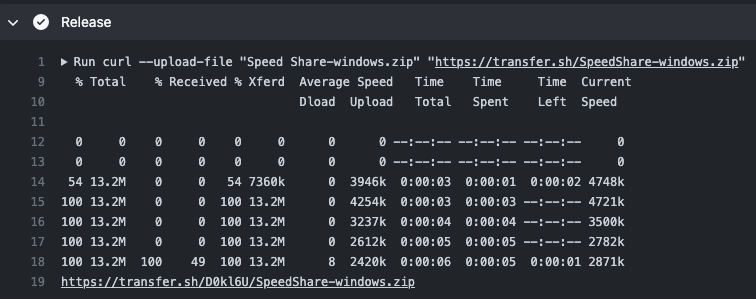 Release
1 Run curl --upload-file "Speed Share-windows.zip" "https://transfer.sh/SpeedShare-windows.zip"
9 % Total % Received % Xferd Average Speed Time Time Time Current
10 Dload Upload Total Spent Left Speed
11
12 0 0 0 0 0 0 0 0 --:--:-- --:--:-- --:--:-- 0
13 0 0 0 0 0 0 0 0 --:--:-- --:--:-- --:--:-- 0
14 54 13.2M 0 0 54 7360k 0 3946k 0:00:03 0:00:01 0:00:02 4748k
15 100 13.2M 0 0 100 13.2M 0 4254k 0:00:03 0:00:03 --:--:-- 4721k
16 100 13.2M 0 0 100 13.2M 0 3237k 0:00:04 0:00:04 --:--:-- 3500k
17 100 13.2M 0 0 100 13.2M 0 2612k 0:00:05 0:00:05 --:--:-- 2782k
18 100 13.2M 100 49 100 13.2M 8 2420k 0:00:06 0:00:05 0:00:01 2871k
19 https://transfer.sh/D0kl6U/SpeedShare-windows.zip